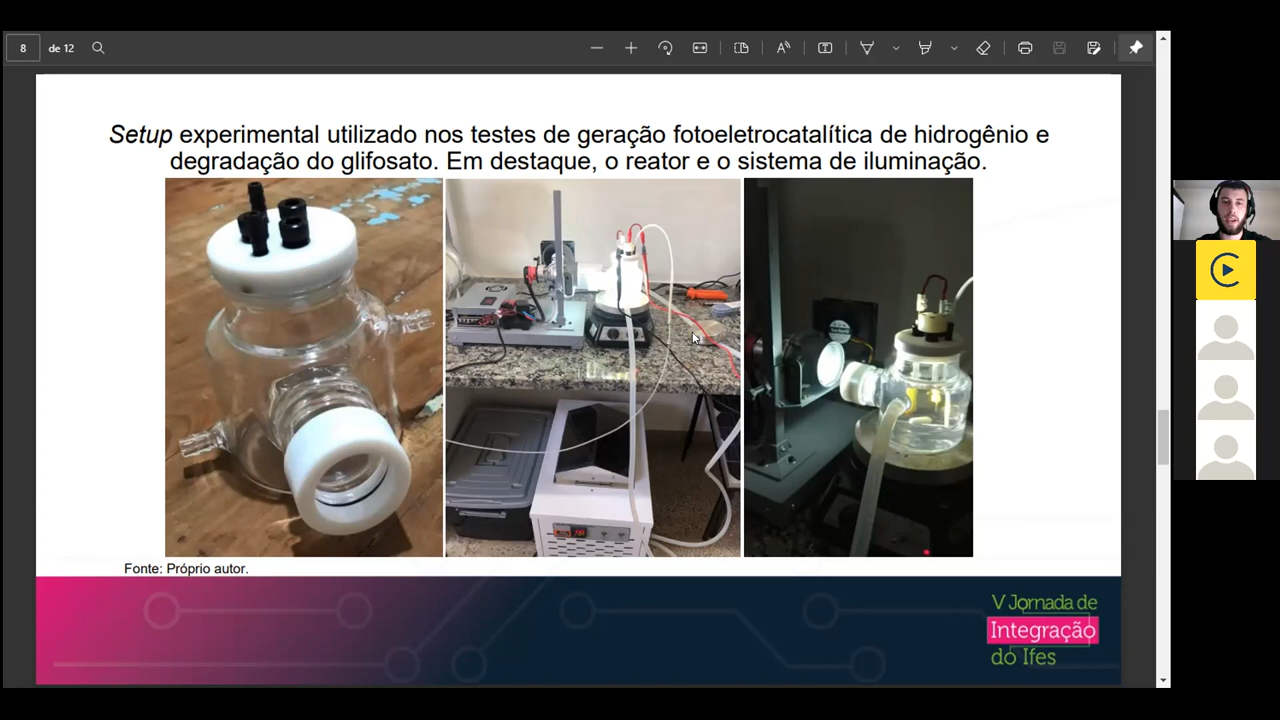 8 de 12
Setup experimental utilizado nos testes de geração fotoeletrocatalítica de hidrogênio e
degradação do glifosato. Em destaque, o reator e o sistema de iluminação.
Fonte: Próprio autor.
V Jornada de
Integração
do Ifes